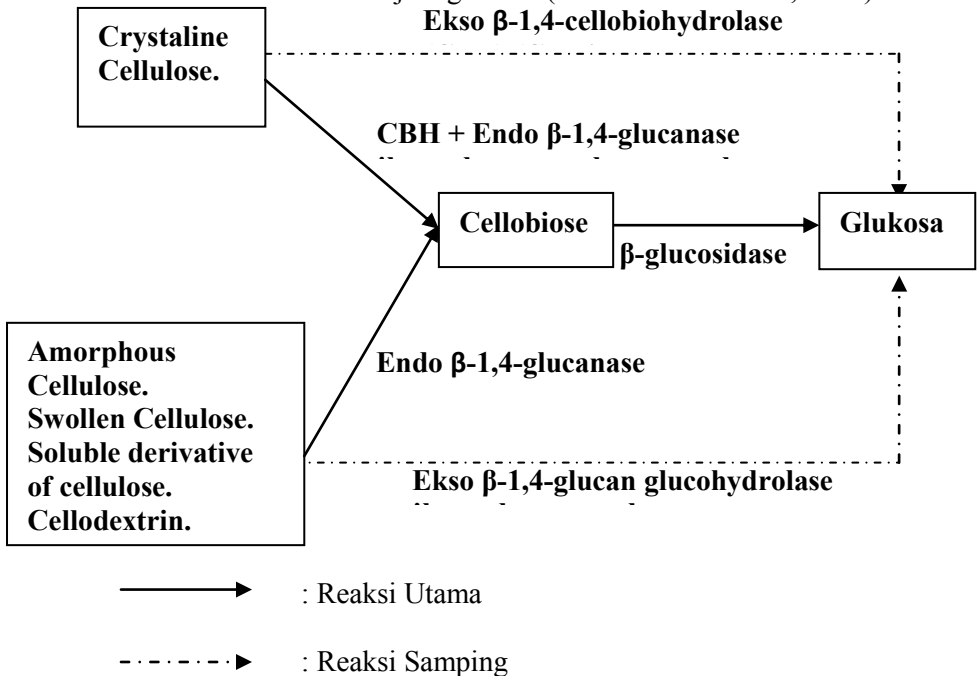 Ekso β-1,4-cellobiohydrolase
Crystaline
Cellulose.
CBH + Endo β-1,4-glucanase
Cellobiose
Glukosa
β-glucosidase
Endo β-1,4-glucanase
Amorphous
Cellulose.
Swollen Cellulose.
Soluble derivative
of cellulose.
Cellodextrin.
Ekso β-1,4-glucan glucohydrolase
: Reaksi Utama
: Reaksi Samping